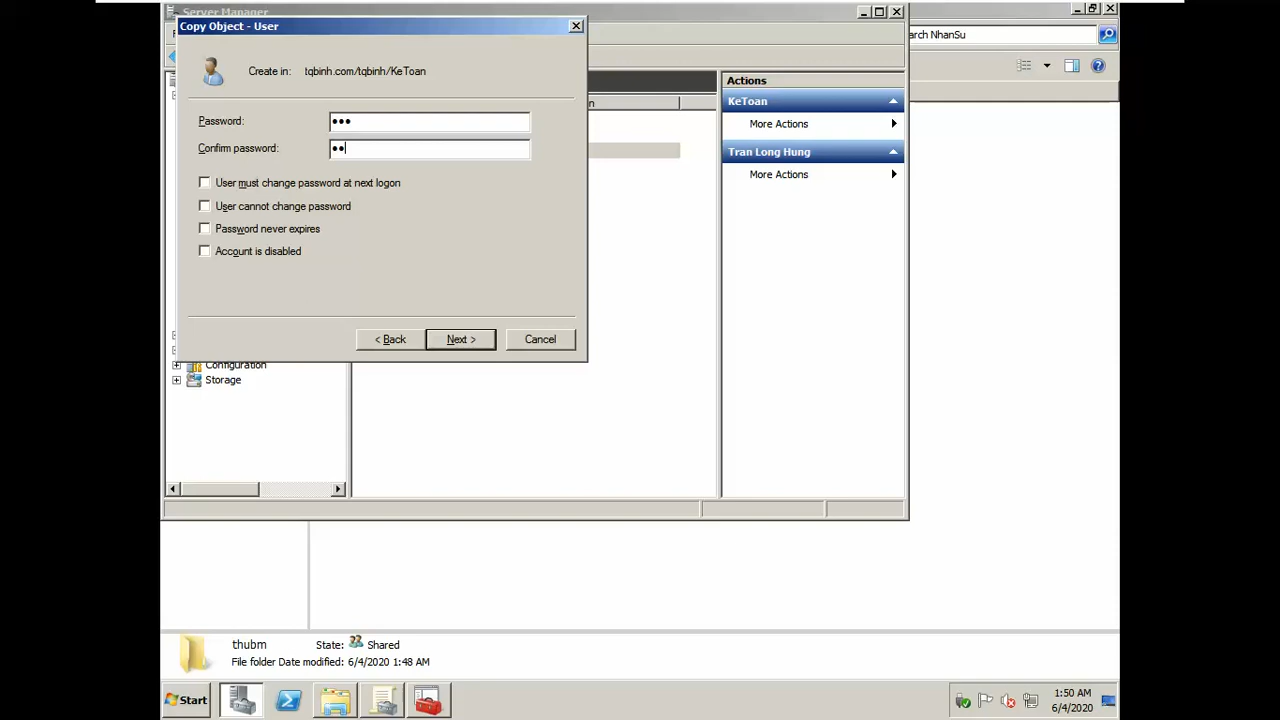 Server Manager
Copy Object - User
Create in: tqbinh.com/tqbinh/KeToan
Password:
Confirm password:
User must change password at next logon
User cannot change password
Password never expires
Account is disabled
< Back
Next >
Cancel
Configuration
Storage
Actions
KeToan
More Actions
Tran Long Hung
More Actions
arch NhanSu
thubm State: Shared
File folder Date modified: 6/4/2020 1:48 AM
Start
1:50 AM
6/4/2020